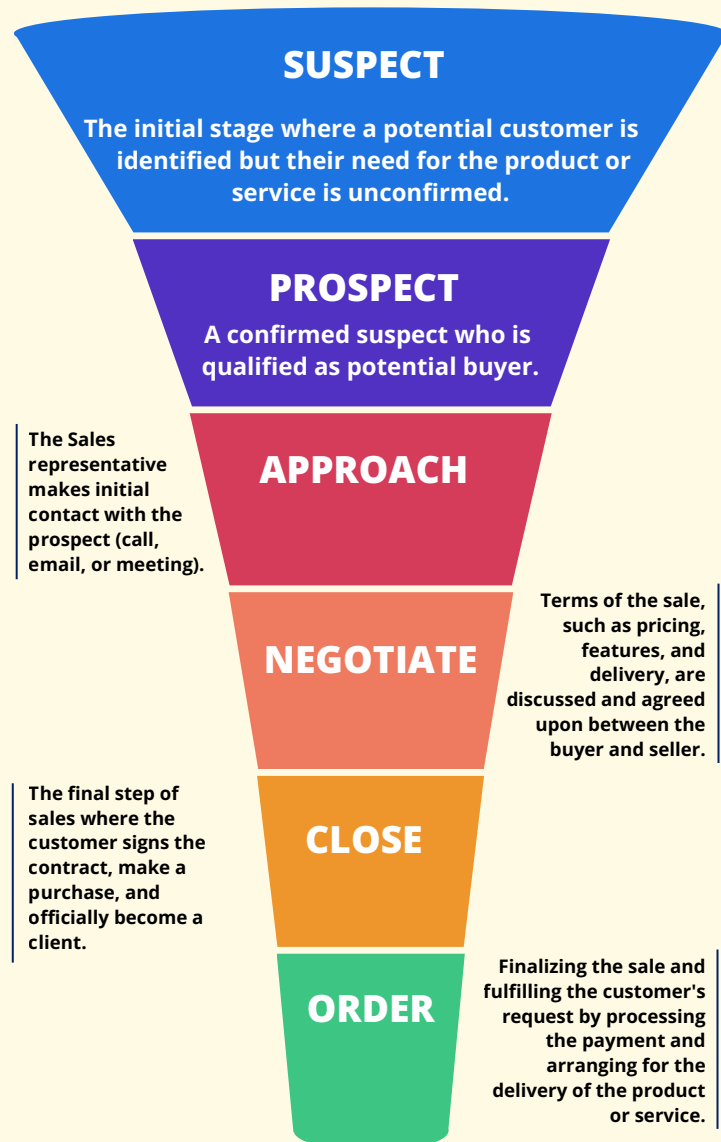 SUSPECT
The initial stage where a potential customer is
identified but their need for the product or
service is unconfirmed.
PROSPECT
A confirmed suspect who is
qualified as potential buyer.
The Sales
representative
makes initial
contact with the
prospect (call,
email, or meeting).
APPROACH
NEGOTIATE
Terms of the sale,
such as pricing,
features, and
delivery, are
discussed and agreed
upon between the
buyer and seller.
The final step of
sales where the
customer signs the
contract, make a
purchase, and
officially become a
client.
CLOSE
ORDER
Finalizing the sale and
fulfilling the customer's
request by processing
the payment and
arranging for the
delivery of the product
or service.